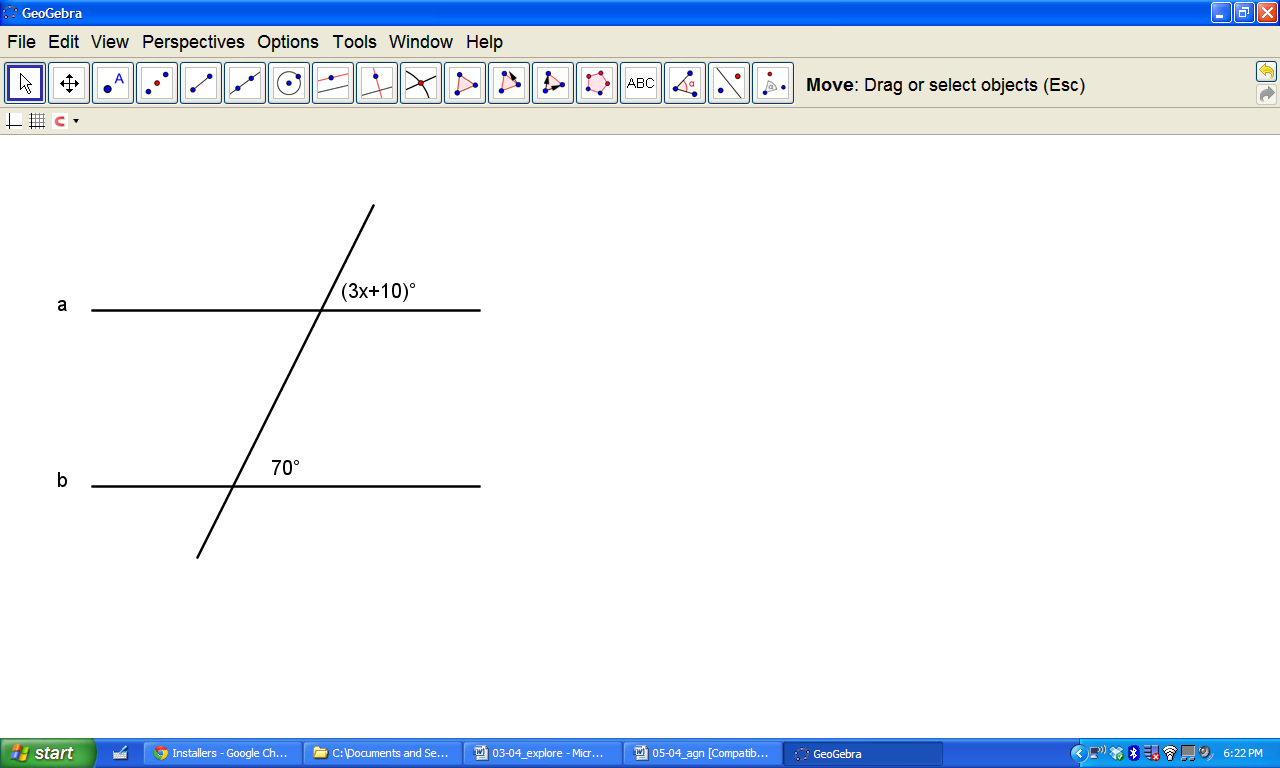 GeoGebra
File Edit View Perspectives Options Tools Window Help
A ABC α α Move: Drag or select objects (Esc)
(3x+10)°
a
70°
b
start Installers - Google Ch... C:\Documents and Se... 03-04_explore - Micr... 05-04_agn [Compatib... GeoGebra 6:22 PM